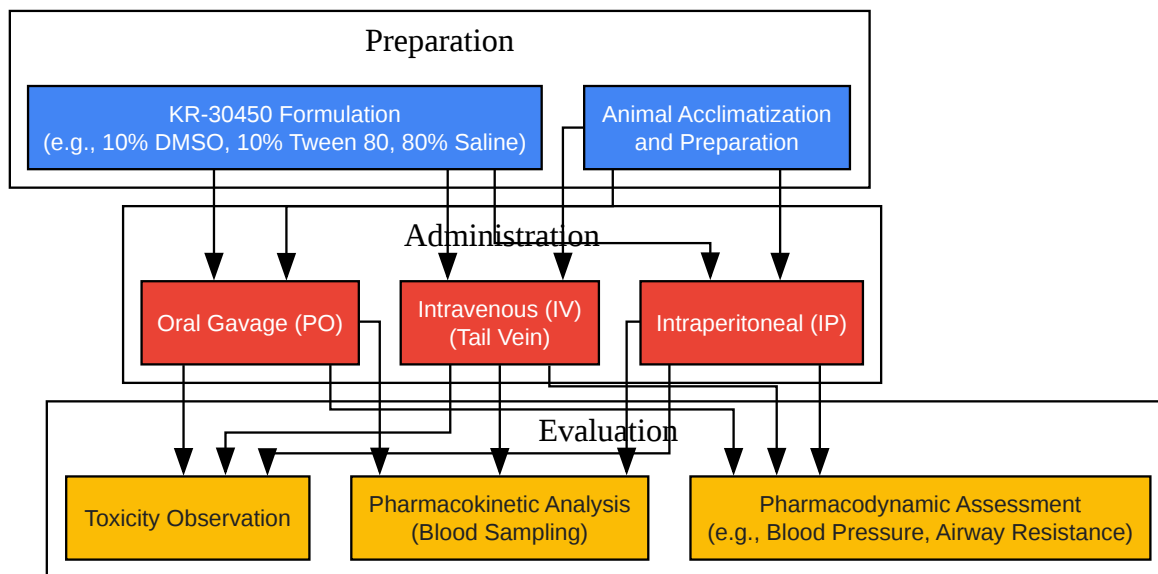 Preparation
KR-30450 Formulation
(e.g., 10% DMSO, 10% Tween 80, 80% Saline)
Animal Acclimatization
and Preparation
Administration
Oral Gavage (PO)
Intravenous (IV)
(Tail Vein)
Intraperitoneal (IP)
Evaluation
Toxicity Observation
Pharmacokinetic Analysis
(Blood Sampling)
Pharmacodynamic Assessment
(e.g., Blood Pressure, Airway Resistance)